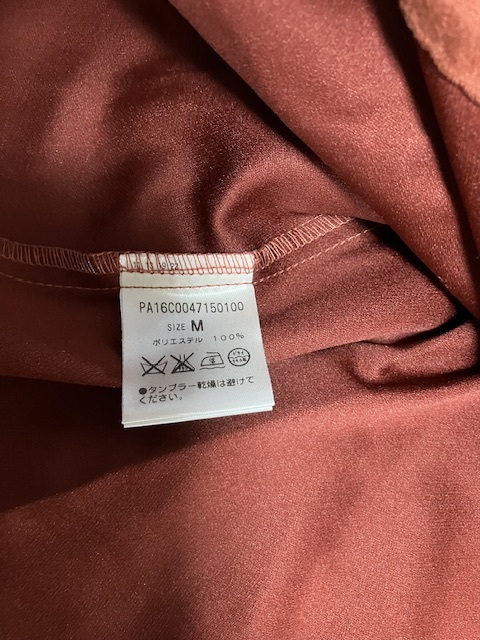 PA16C0047150100
SIZE M
ポリエステル 100%
●タンブラー乾燥は避けて
ください。